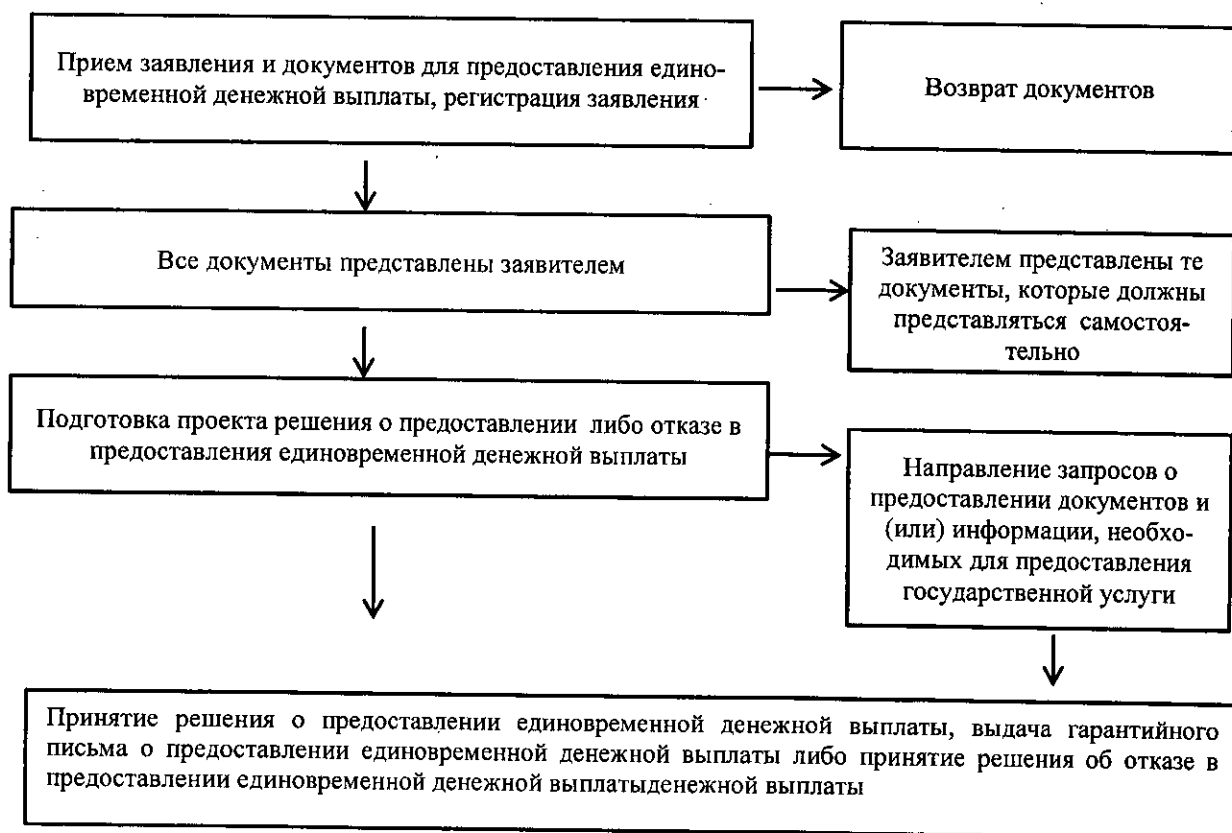 Прием заявления и документов для предоставления едино-
временной денежной выплаты, регистрация заявления
Возврат документов
Все документы представлены заявителем
Заявителем представлены те
документы, которые должны
представляться самостоя-
тельно
Подготовка проекта решения о предоставлении либо отказе в
предоставления единовременной денежной выплаты
Направление запросов о
предоставлении документов и
(или) информации, необхо-
димых для предоставления
государственной услуги
Принятие решения о предоставлении единовременной денежной выплаты, выдача гарантийного
письма о предоставлении единовременной денежной выплаты либо принятие решения об отказе в
предоставлении единовременной денежной выплатыденежной выплаты